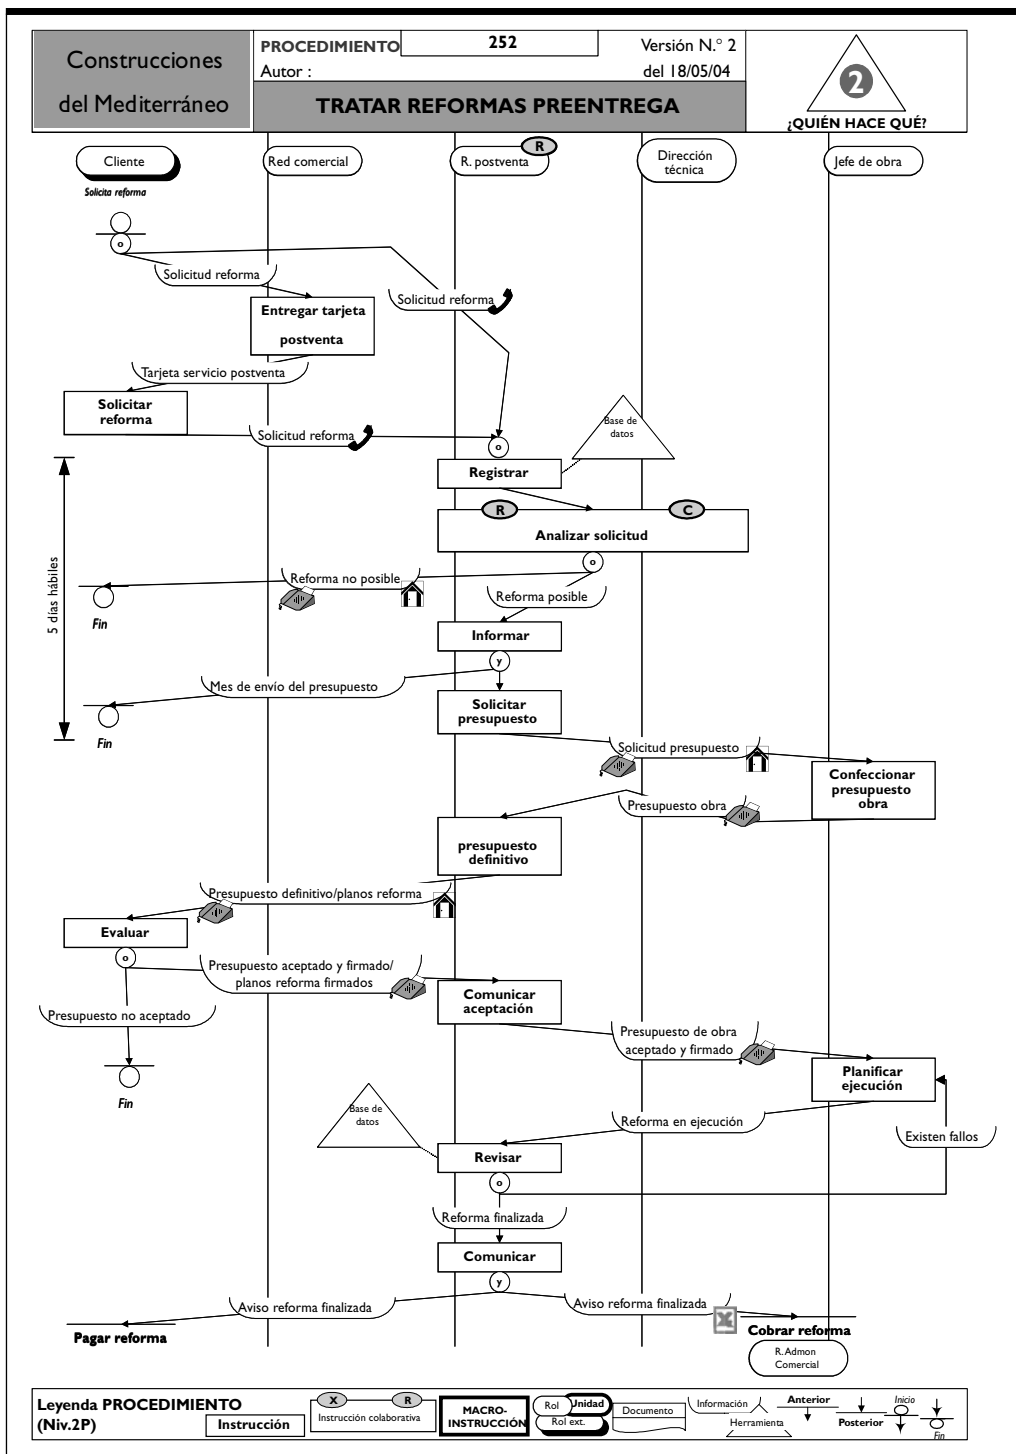 Construcciones
del Mediterráneo
PROCEDIMIENTO
252
Versión N.° 2
Autor :
del 18/05/04
TRATAR REFORMAS PREENTREGA
2
¿QUIÉN HACE QUÉ?
Cliente
Red comercial
R. postventa
R
Dirección
técnica
Jefe de obra
Solicita reforma
o
Solicitud reforma
Solicitud reforma
Entregar tarjeta
postventa
Tarjeta servicio postventa
Solicitar
reforma
Solicitud reforma
o
Base de
datos
Registrar
R
C
Analizar solicitud
o
5 días hábiles
Reforma no posible
Reforma posible
Fin
Informar
y
Mes de envío del presupuesto
Solicitar
presupuesto
Fin
Solicitud presupuesto
Confeccionar
presupuesto
obra
Presupuesto obra
presupuesto
definitivo
Presupuesto definitivo/planos reforma
Evaluar
o
Presupuesto aceptado y firmado/
planos reforma firmados
Comunicar
aceptación
Presupuesto no aceptado
Presupuesto de obra
aceptado y firmado
Planificar
ejecución
Fin
Base de
datos
Reforma en ejecución
Existen fallos
Revisar
o
Reforma finalizada
Comunicar
y
Aviso reforma finalizada
Aviso reforma finalizada
Pagar reforma
Cobrar reforma
R. Admon
Comercial
Leyenda PROCEDIMIENTO
(Niv.2P)
Instrucción
X
R
Instrucción colaborativa
MACRO-
INSTRUCCIÓN
Rol
Unidad
Rol ext.
Documento
Información
Herramienta
Anterior
Posterior
Inicio
Fin